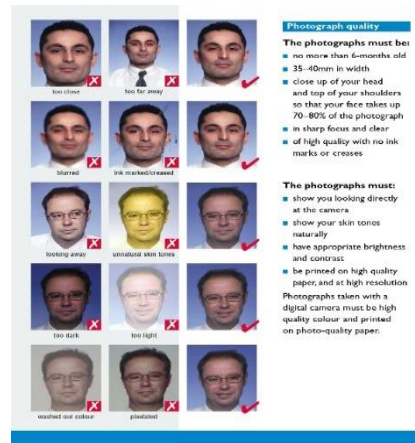 too close
too far away
blurred
ink marked/creased
looking away
unnatural skin tones
too dark
too light
washed out colour
pixelated
Photograph quality
The photographs must be:
no more than 6-months old
35–40mm in width
close up of your head
and top of your shoulders
so that your face takes up
70–80% of the photograph
in sharp focus and clear
of high quality with no ink
marks or creases
The photographs must:
show you looking directly
at the camera
show your skin tones
naturally
have appropriate brightness
and contrast
be printed on high quality
paper, and at high resolution
Photographs taken with a
digital camera must be high
quality colour and printed
on photo-quality paper.